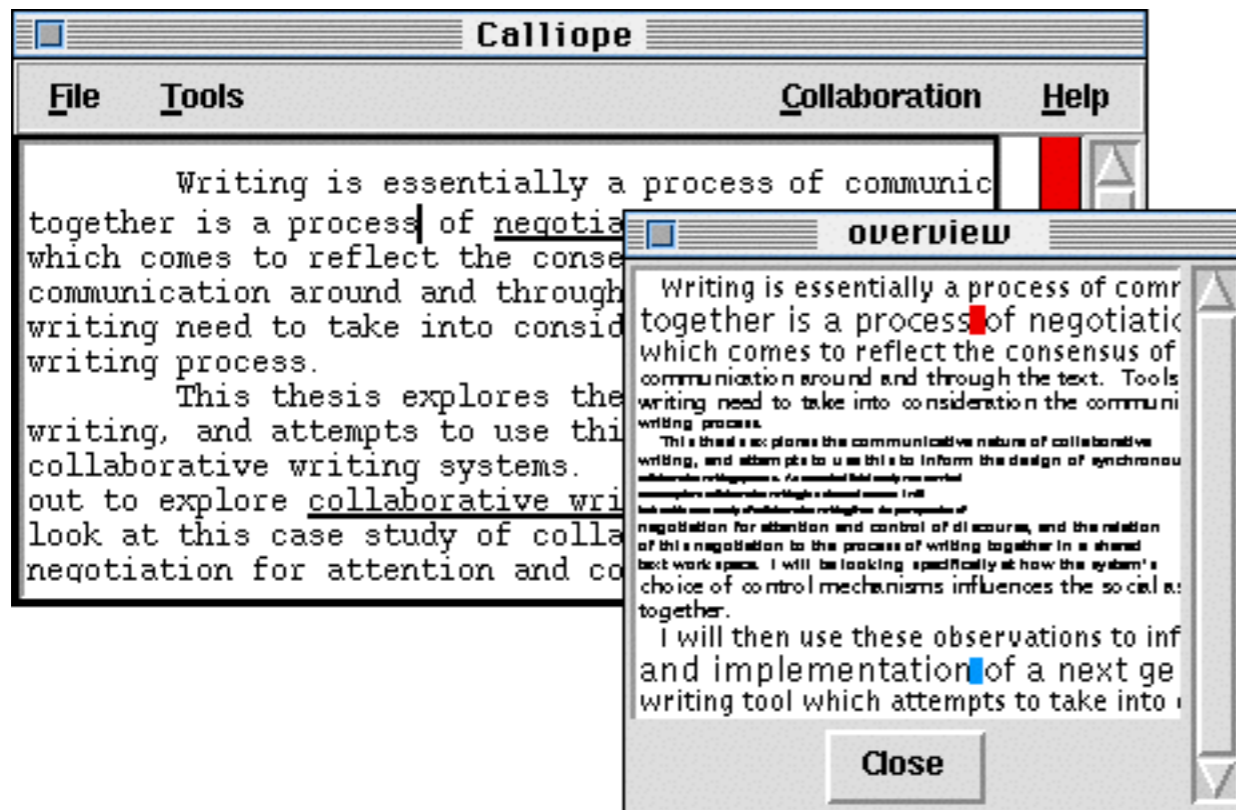 Calliope
File Tools Collaboration Help
Writing is essentially a process of communic
together is a process of negotia
which comes to reflect the conse
communication around and through
writing need to take into consid
writing process.
This thesis explores the
writing, and attempts to use thi
collaborative writing systems.
out to explore collaborative wri
look at this case study of colla
negotiation for attention and co
overview
Writing is essentially a process of comm
together is a process of negotiatio
which comes to reflect the consensus of
communication around and through the text. Tools
writing need to take into consideration the communi
writing process.
This thesis explores the communicative nature of collaborative
writing, and attempts to use this to inform the design of synchronou
negotiation for attention and control of discourse, and the relation
of this negotiation to the process of writing together in a shared
text workspace. I will be looking specifically at how the system's
choice of control mechanisms influences the social as
together.
I will then use these observations to inf
and implementation of a next ge
writing tool which attempts to take into
Close